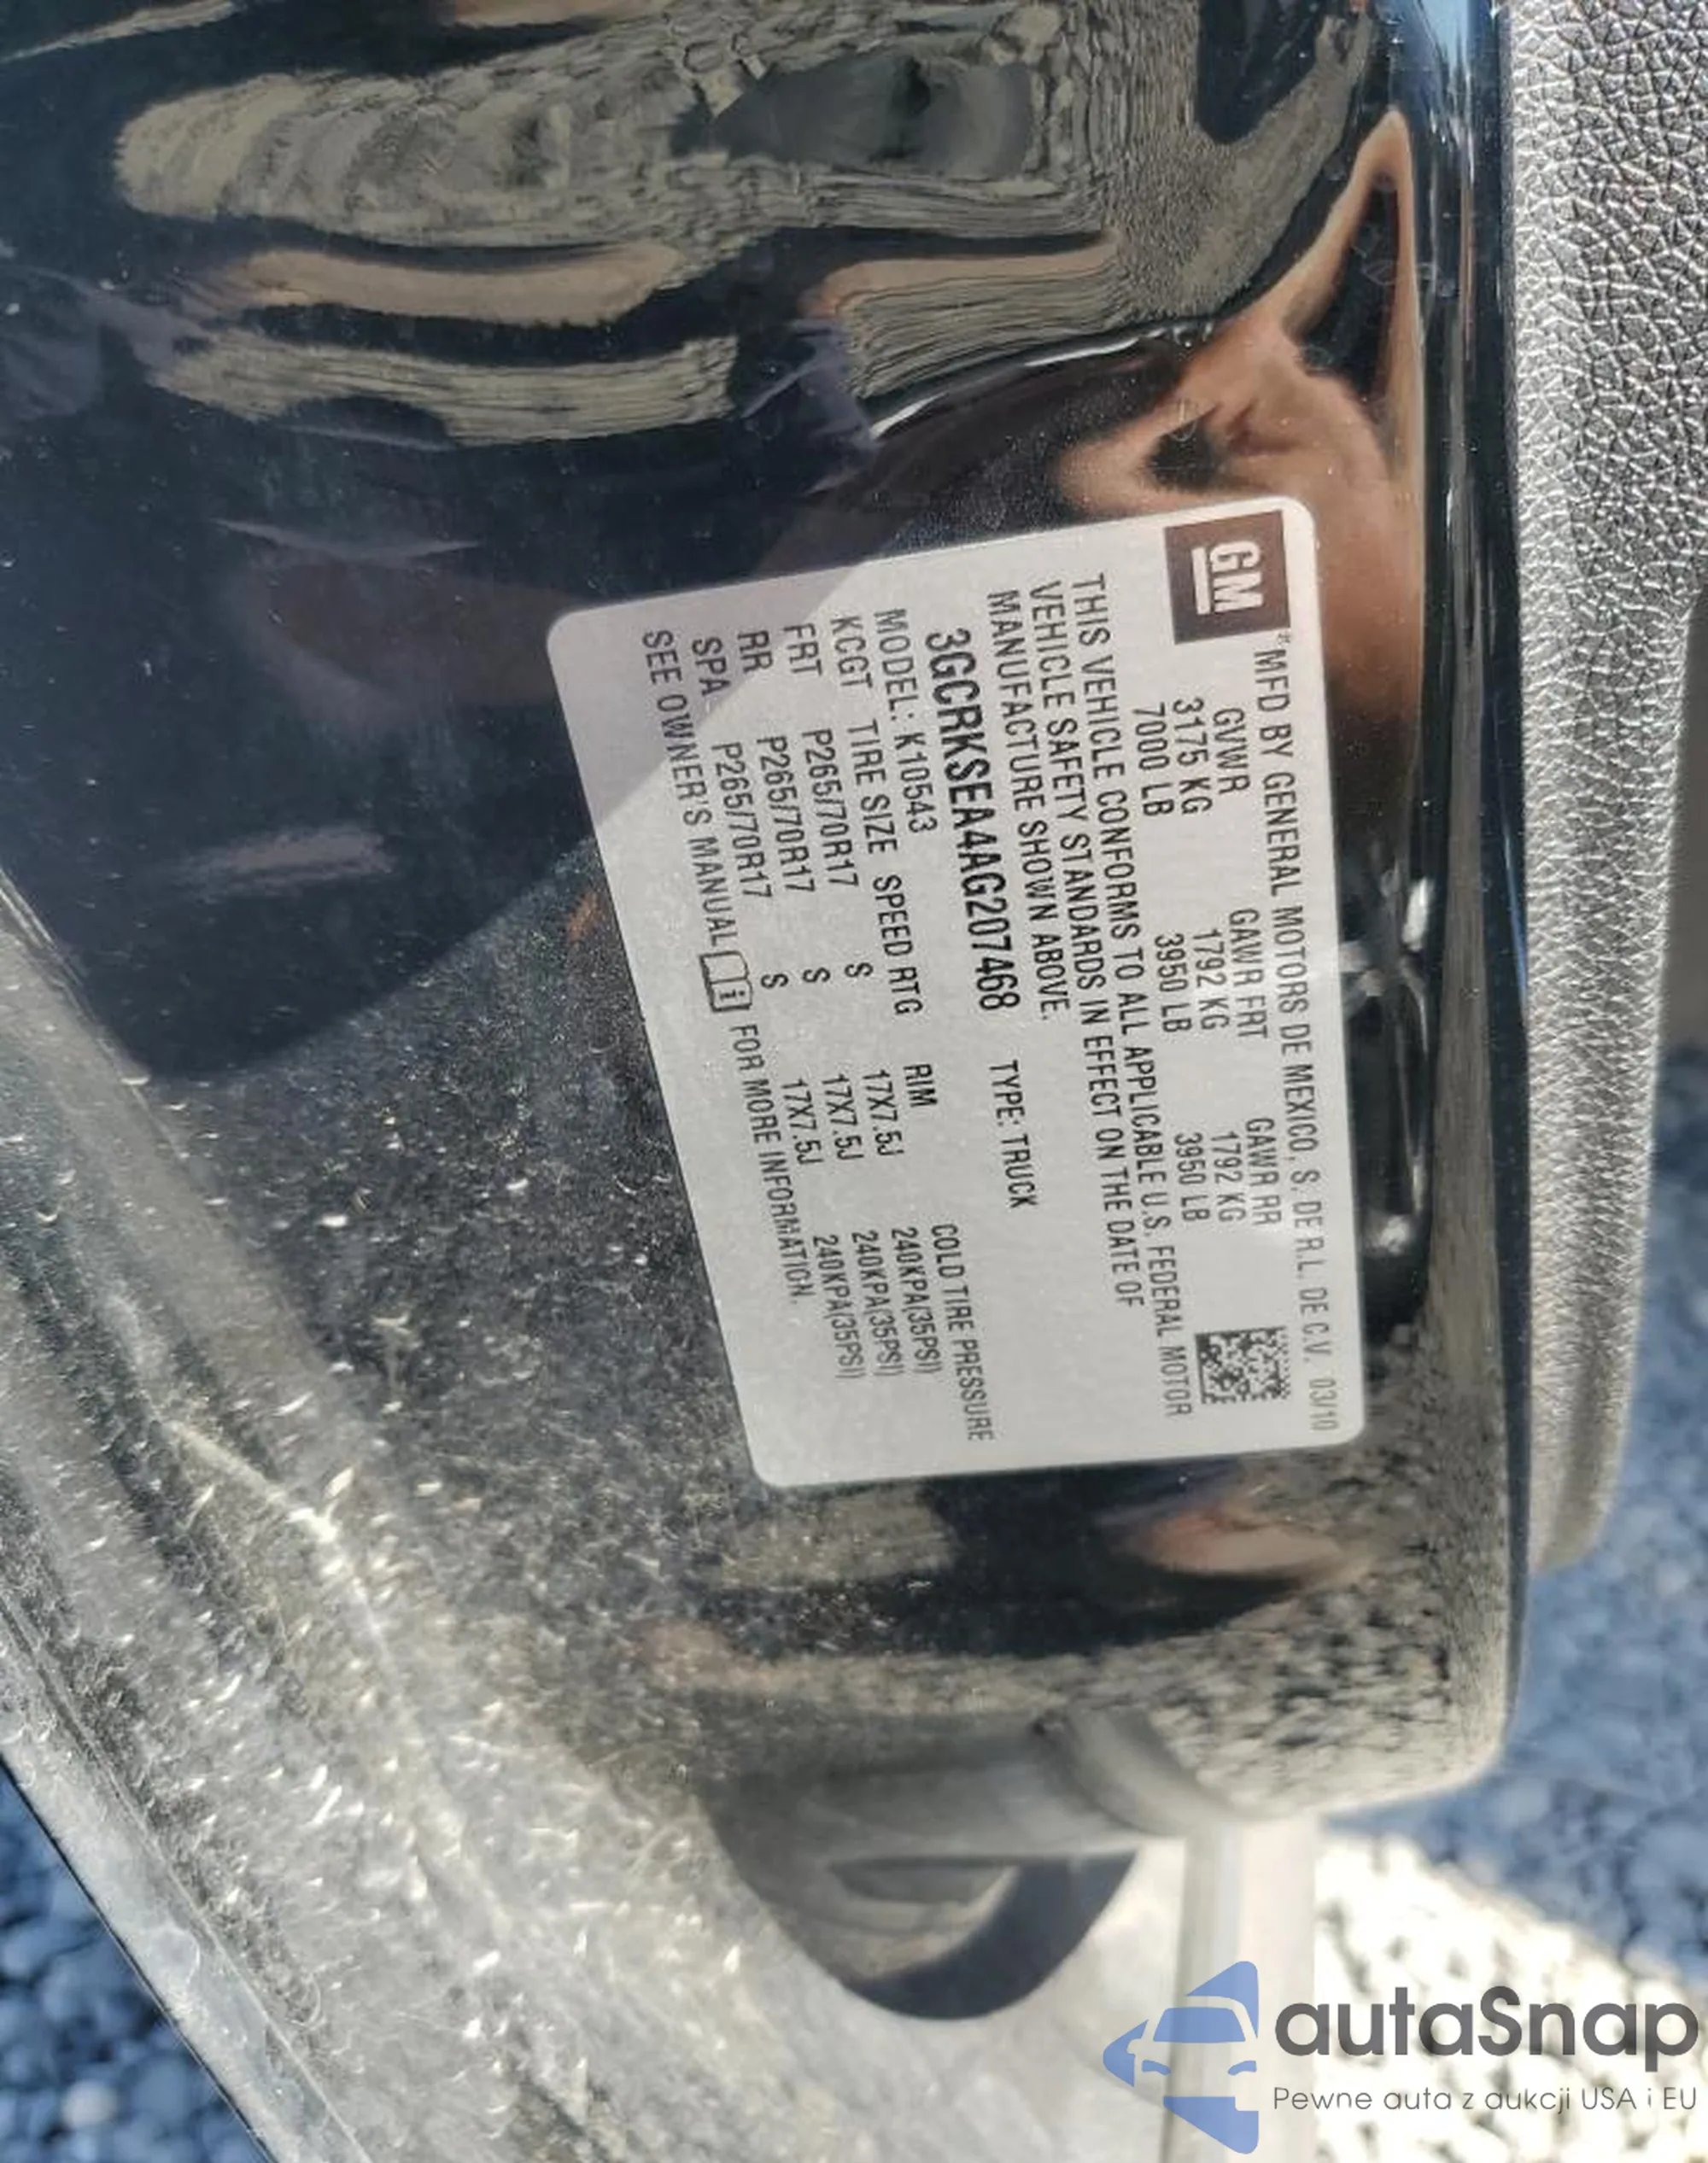 GM
®MFD BY GENERAL MOTORS DE MEXICO, S. DE R.L. DE C.V. 03/10
GVWR GAWR FRT GAWR RR
3175 KG 1792 KG 1792 KG
7000 LB 3950 LB 3950 LB
THIS VEHICLE CONFORMS TO ALL APPLICABLE U.S. FEDERAL MOTOR
VEHICLE SAFETY STANDARDS IN EFFECT ON THE DATE OF
MANUFACTURE SHOWN ABOVE.
3GCRKSEA4AG207468 TYPE: TRUCK
MODEL: K10543
KCGT TIRE SIZE SPEED RTG RIM COLD TIRE PRESSURE
FRT P265/70R17 S 17X7.5J 240KPA(35PSI)
RR P265/70R17 S 17X7.5J 240KPA(35PSI)
SPA P265/70R17 S 17X7.5J 240KPA(35PSI)
SEE OWNER'S MANUAL i FOR MORE INFORMATION.
autaSnap
Pewne auta z aukcji USA i EU